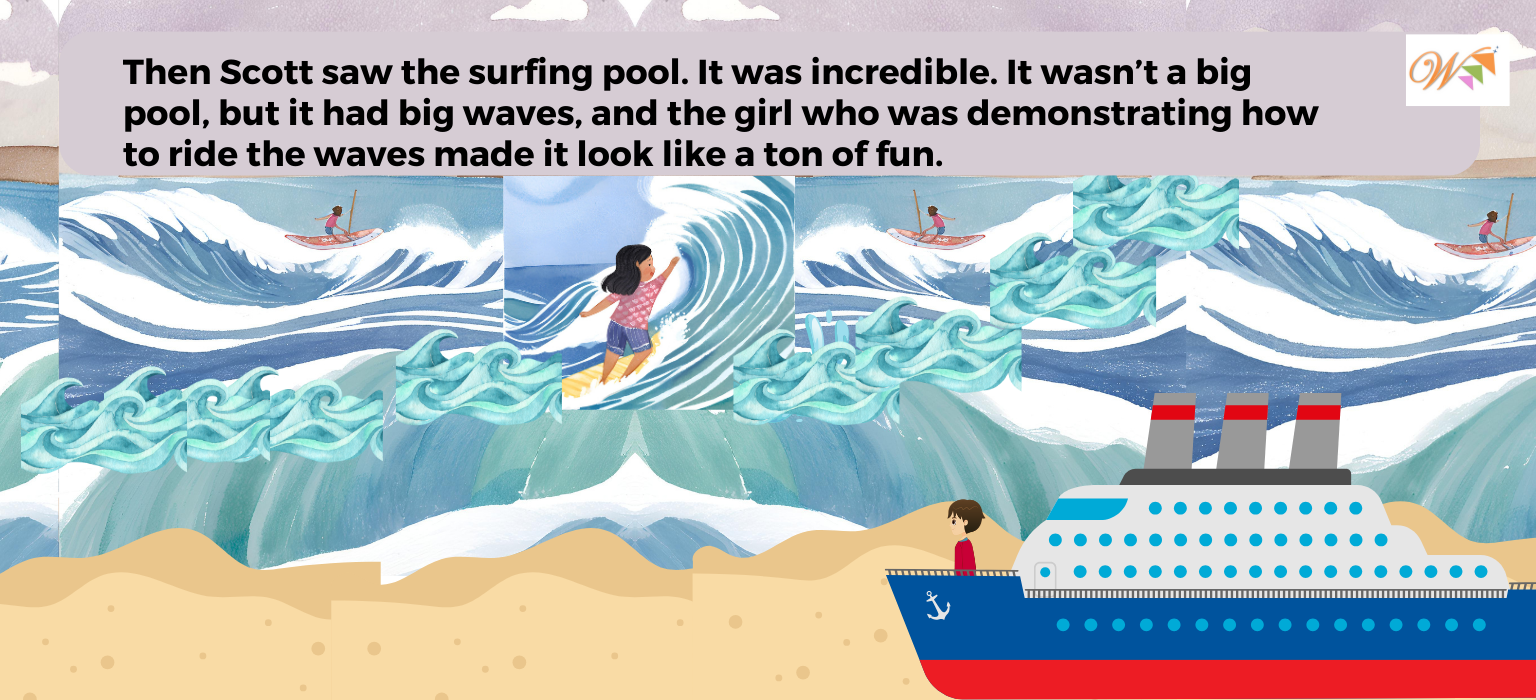 Then Scott saw the surfing pool. It was incredible. It wasn’t a big
pool, but it had big waves, and the girl who was demonstrating how
to ride the waves made it look like a ton of fun.
W